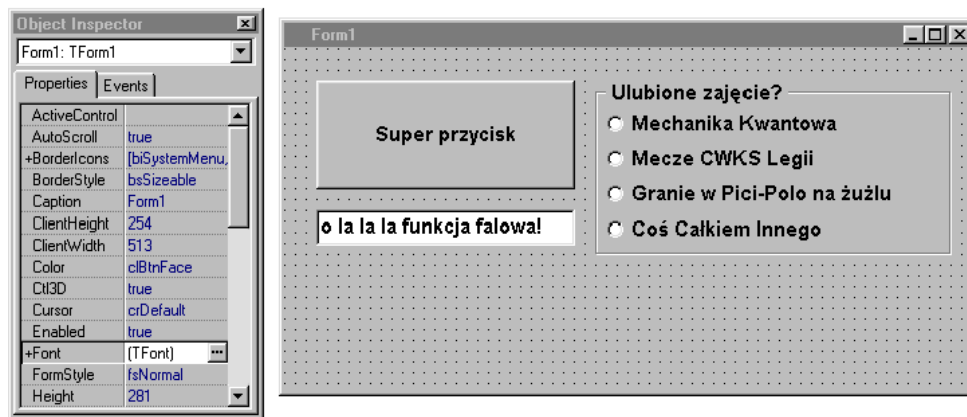 Object Inspector
Form1: TForm1
Properties
Events
ActiveControl
AutoScroll true
+BorderIcons [biSystemMenu,
BorderStyle bsSizeable
Caption Form1
ClientHeight 254
ClientWidth 513
Color clBtnFace
Ctl3D true
Cursor crDefault
Enabled true
+Font (TFont) ...
FormStyle fsNormal
Height 281
Form1
Super przycisk
o la la la funkcja falowa!
Ulubione zajęcie?
Mechanika Kwantowa
Mecze CWKS Legii
Granie w Pici-Polo na żużlu
Coś Całkiem Innego